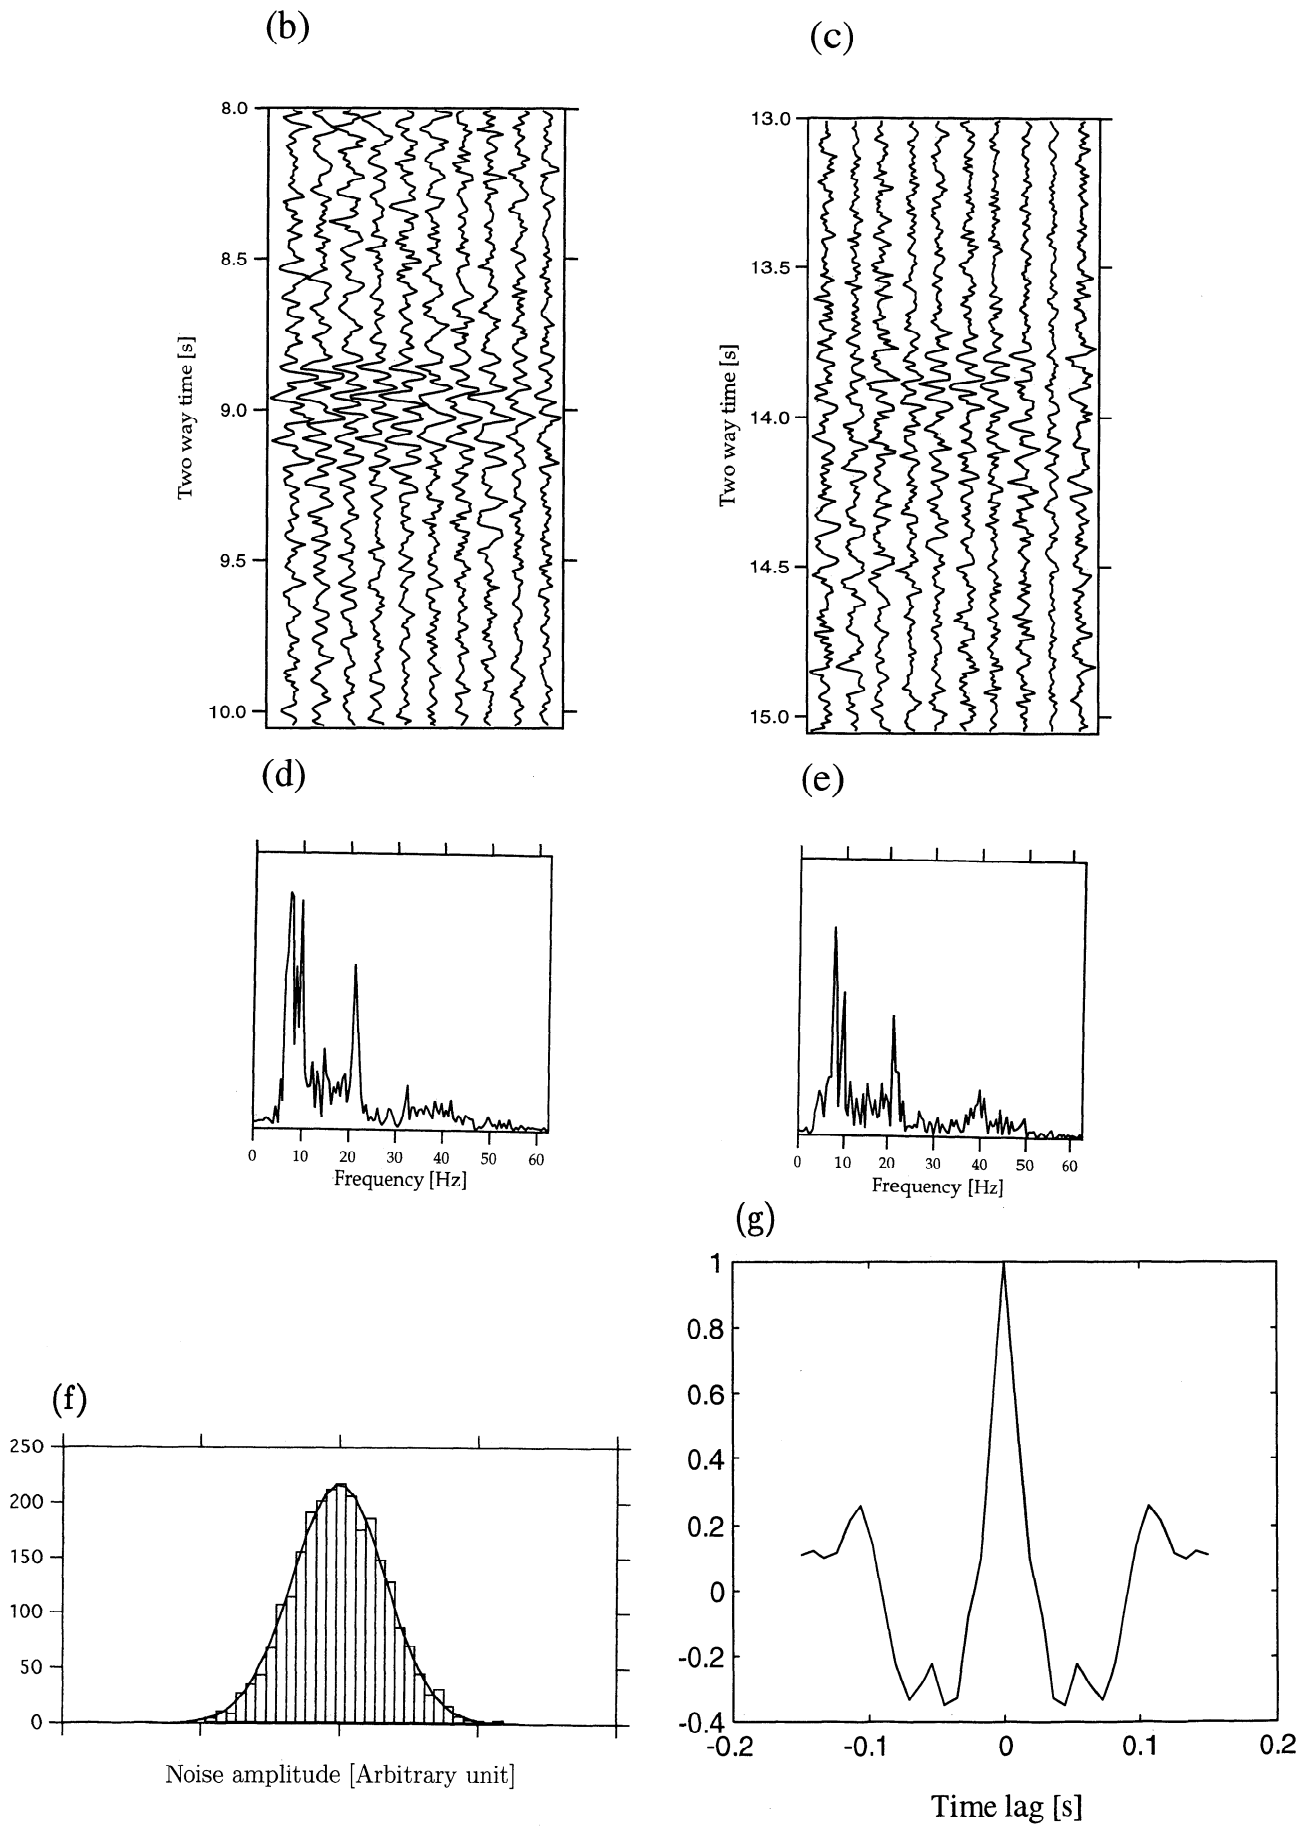 (b)
8.0
8.5
9.0
9.5
10.0
Two way time [s]
(c)
13.0
13.5
14.0
14.5
15.0
Two way time [s]
(d)
0 10 20 30 40 50 60
Frequency [Hz]
(e)
0 10 20 30 40 50 60
Frequency [Hz]
(f)
250
200
150
100
50
0
Noise amplitude [Arbitrary unit]
(g)
1
0.8
0.6
0.4
0.2
0
-0.2
-0.4
-0.2 -0.1 0 0.1 0.2
Time lag [s]